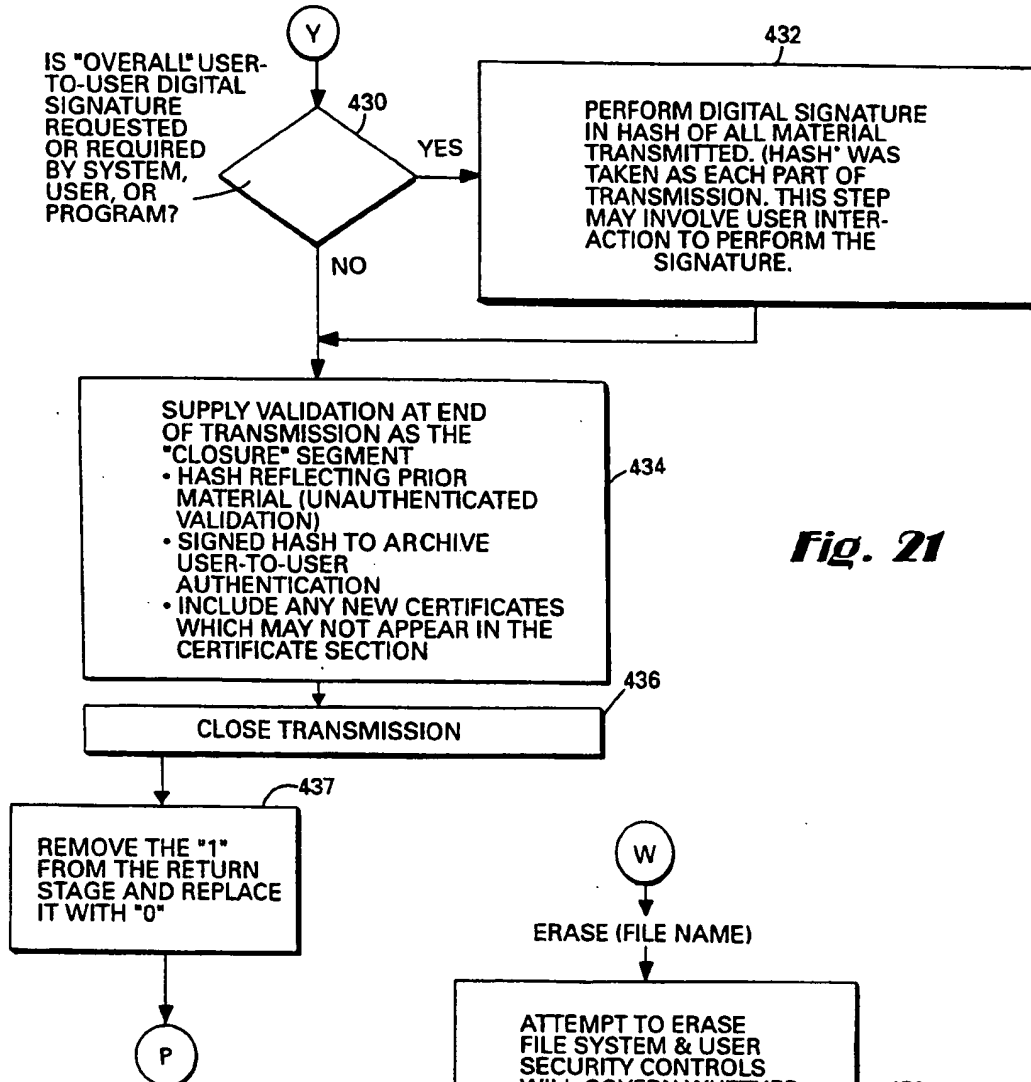 Y
IS "OVERALL" USER-
TO-USER DIGITAL
SIGNATURE
REQUESTED
OR REQUIRED
BY SYSTEM,
USER, OR
PROGRAM?
430
YES
NO
432
PERFORM DIGITAL SIGNATURE
IN HASH OF ALL MATERIAL
TRANSMITTED. (HASH" WAS
TAKEN AS EACH PART OF
TRANSMISSION. THIS STEP
MAY INVOLVE USER INTER-
ACTION TO PERFORM THE
SIGNATURE.
SUPPLY VALIDATION AT END
OF TRANSMISSION AS THE
"CLOSURE" SEGMENT
• HASH REFLECTING PRIOR
MATERIAL (UNAUTHENTICATED
VALIDATION)
• SIGNED HASH TO ARCHIVE
USER-TO-USER
AUTHENTICATION
• INCLUDE ANY NEW CERTIFICATES
WHICH MAY NOT APPEAR IN THE
CERTIFICATE SECTION
434
Fig. 21
436
CLOSE TRANSMISSION
437
REMOVE THE "1"
FROM THE RETURN
STAGE AND REPLACE
IT WITH "0"
P
W
ERASE (FILE NAME)
ATTEMPT TO ERASE
FILE SYSTEM & USER
SECURITY CONTROLS